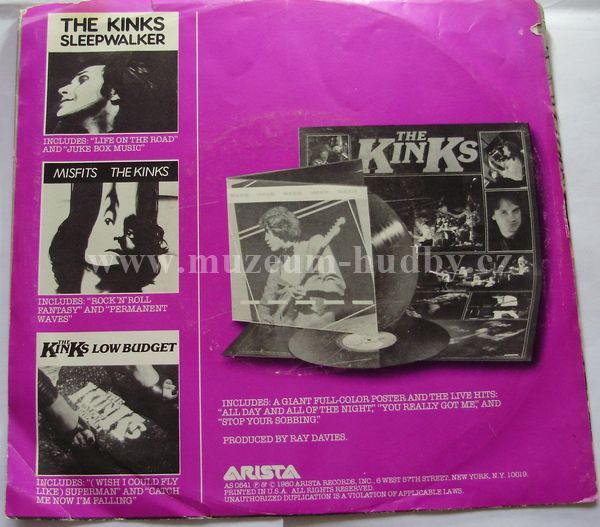 THE KINKS
SLEEPWALKER
INCLUDES: "LIFE ON THE ROAD"
AND "JUKE BOX MUSIC"
MISFITS THE KINKS
INCLUDES: "ROCK 'N' ROLL
FANTASY" AND "PERMANENT
WAVES"
THE
KINKS LOW BUDGET
THE
KINKS
INCLUDES: "(WISH I COULD FLY
LIKE) SUPERMAN" AND "CATCH
ME NOW I'M FALLING"
THE
KINKS
www.muzeum-hudby.cz
INCLUDES: A GIANT FULL-COLOR POSTER AND THE LIVE HITS:
"ALL DAY AND ALL OF THE NIGHT," "YOU REALLY GOT ME," AND
"STOP YOUR SOBBING."
PRODUCED BY RAY DAVIES.
ARISTA
AS 0541 ℗ & © 1980 ARISTA RECORDS, INC., 6 WEST 57TH STREET, NEW YORK, N.Y. 10019.
PRINTED IN U.S.A. ALL RIGHTS RESERVED.
UNAUTHORIZED DUPLICATION IS A VIOLATION OF APPLICABLE LAWS.